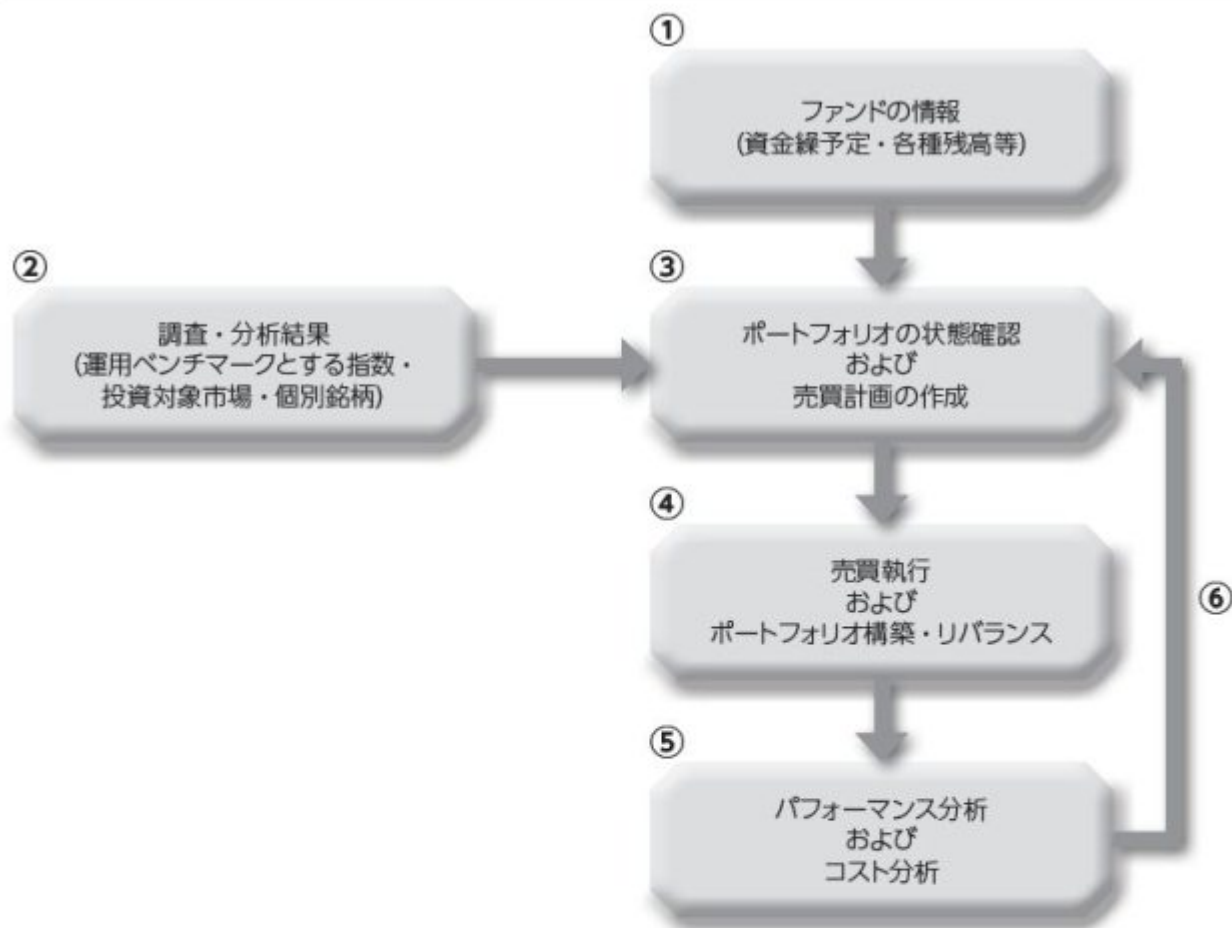 ①
ファンドの情報
(資金繰予定・各種残高等)
②
調査・分析結果
(運用ベンチマークとする指数・
投資対象市場・個別銘柄)
③
ポートフォリオの状態確認
および
売買計画の作成
④
売買執行
および
ポートフォリオ構築・リバランス
⑤
パフォーマンス分析
および
コスト分析
⑥